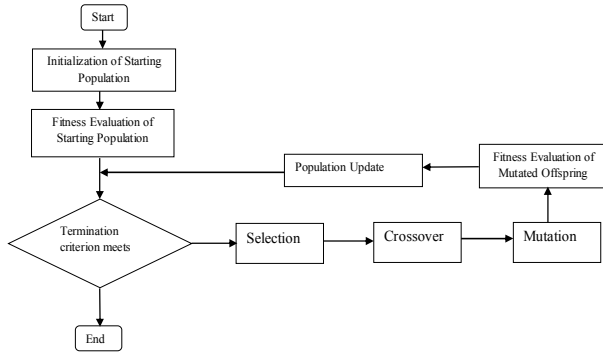 Start
Initialization of Starting
Population
Fitness Evaluation of
Starting Population
Population Update
Fitness Evaluation of
Mutated Offspring
Termination
criterion meets
Selection
Crossover
Mutation
End